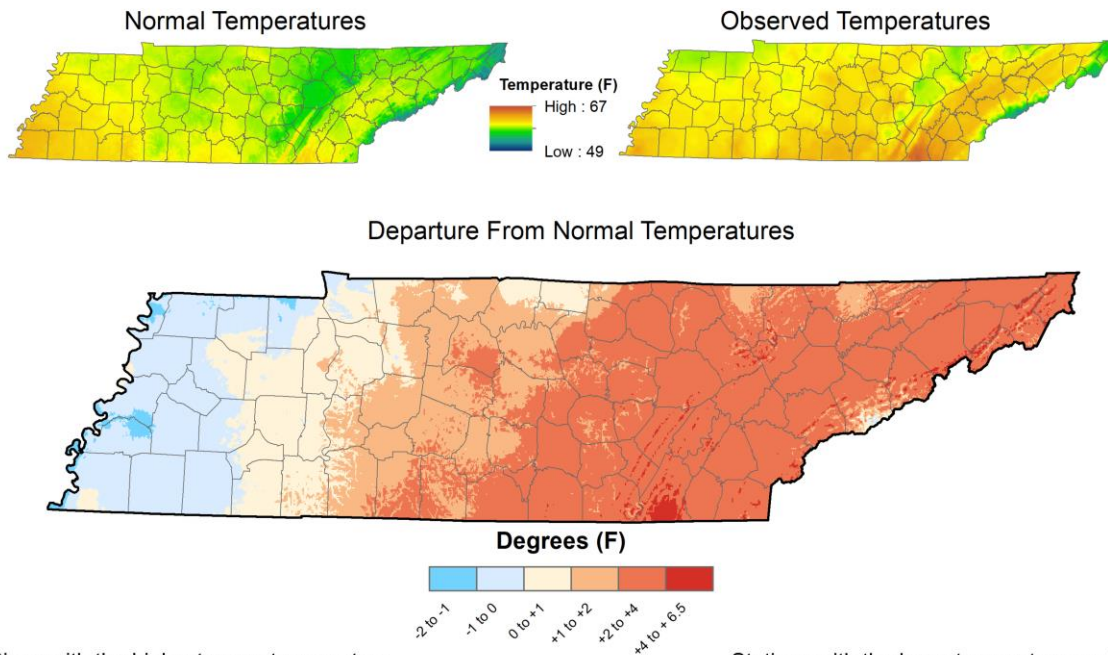 Normal Temperatures
Observed Temperatures
Temperature (F)
High : 67
Low : 49
Departure From Normal Temperatures
Degrees (F)
-2 to -1
-1 to 0
0 to +1
+1 to +2
+2 to +4
+4 to + 6.5